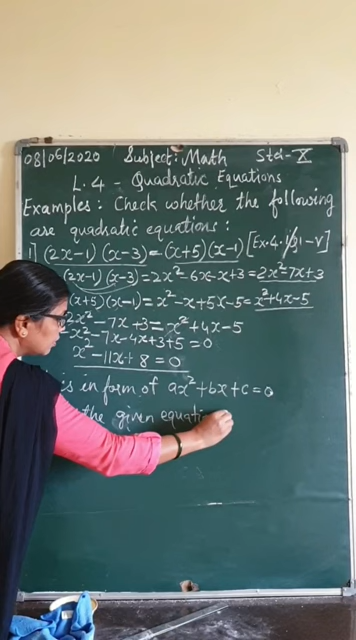 08/06/2020 Subject: Math Std-X
L.4 - Quadratic Equations
Examples: Check whether the following
are quadratic equations:
1] (2x-1)(x-3)=(x+5)(x-1) [Ex-4.1
(2x-1)(x-3)=2x²-6x-x+3=2x²-7x+3
(x+5)(x-1)=x²-x+5x-5=x²+4x-5
2x²-7x+3=x²+4x-5
-x²-7x-4x+3+5=0
x²-11x+8=0
is in form of ax²+bx+c=0
the given equati